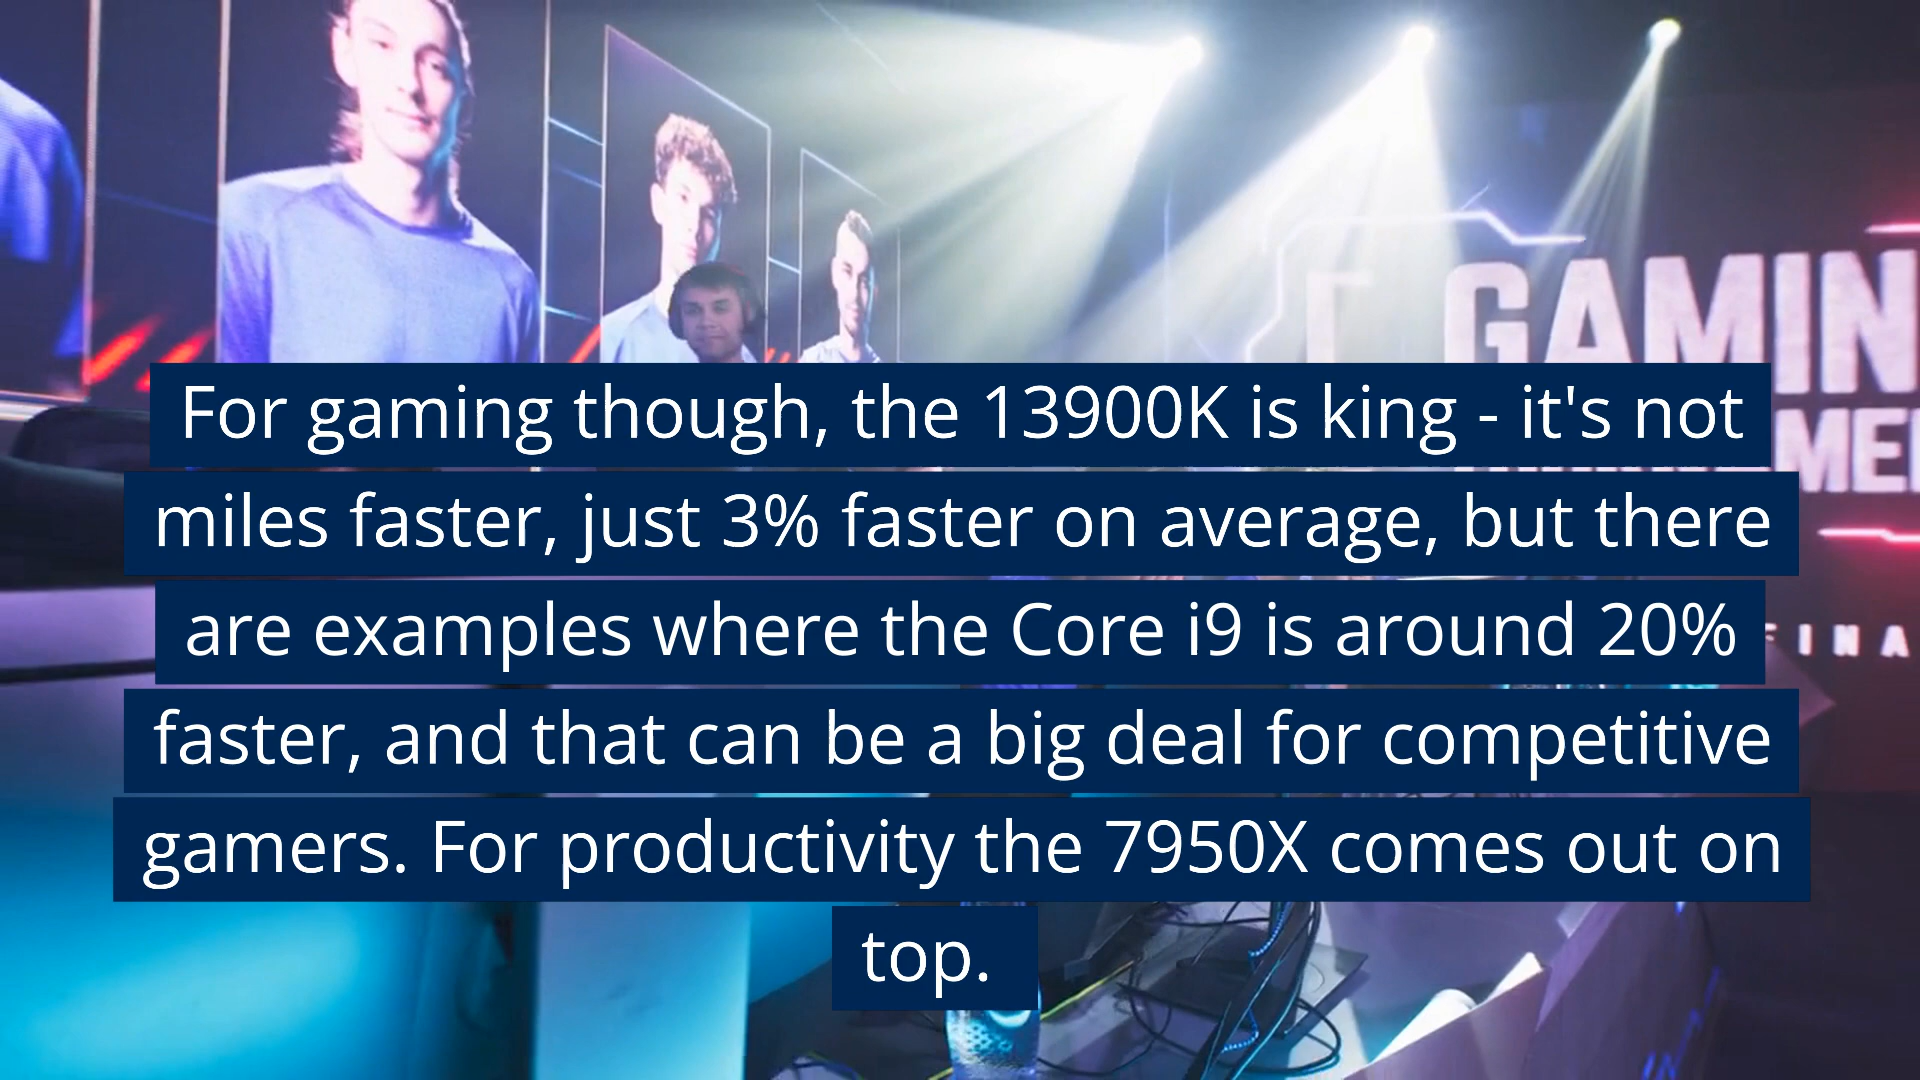 GAMIN
For gaming though, the 13900K is king - it's not
miles faster, just 3% faster on average, but there
are examples where the Core i9 is around 20%
faster, and that can be a big deal for competitive
gamers. For productivity the 7950X comes out on
top.